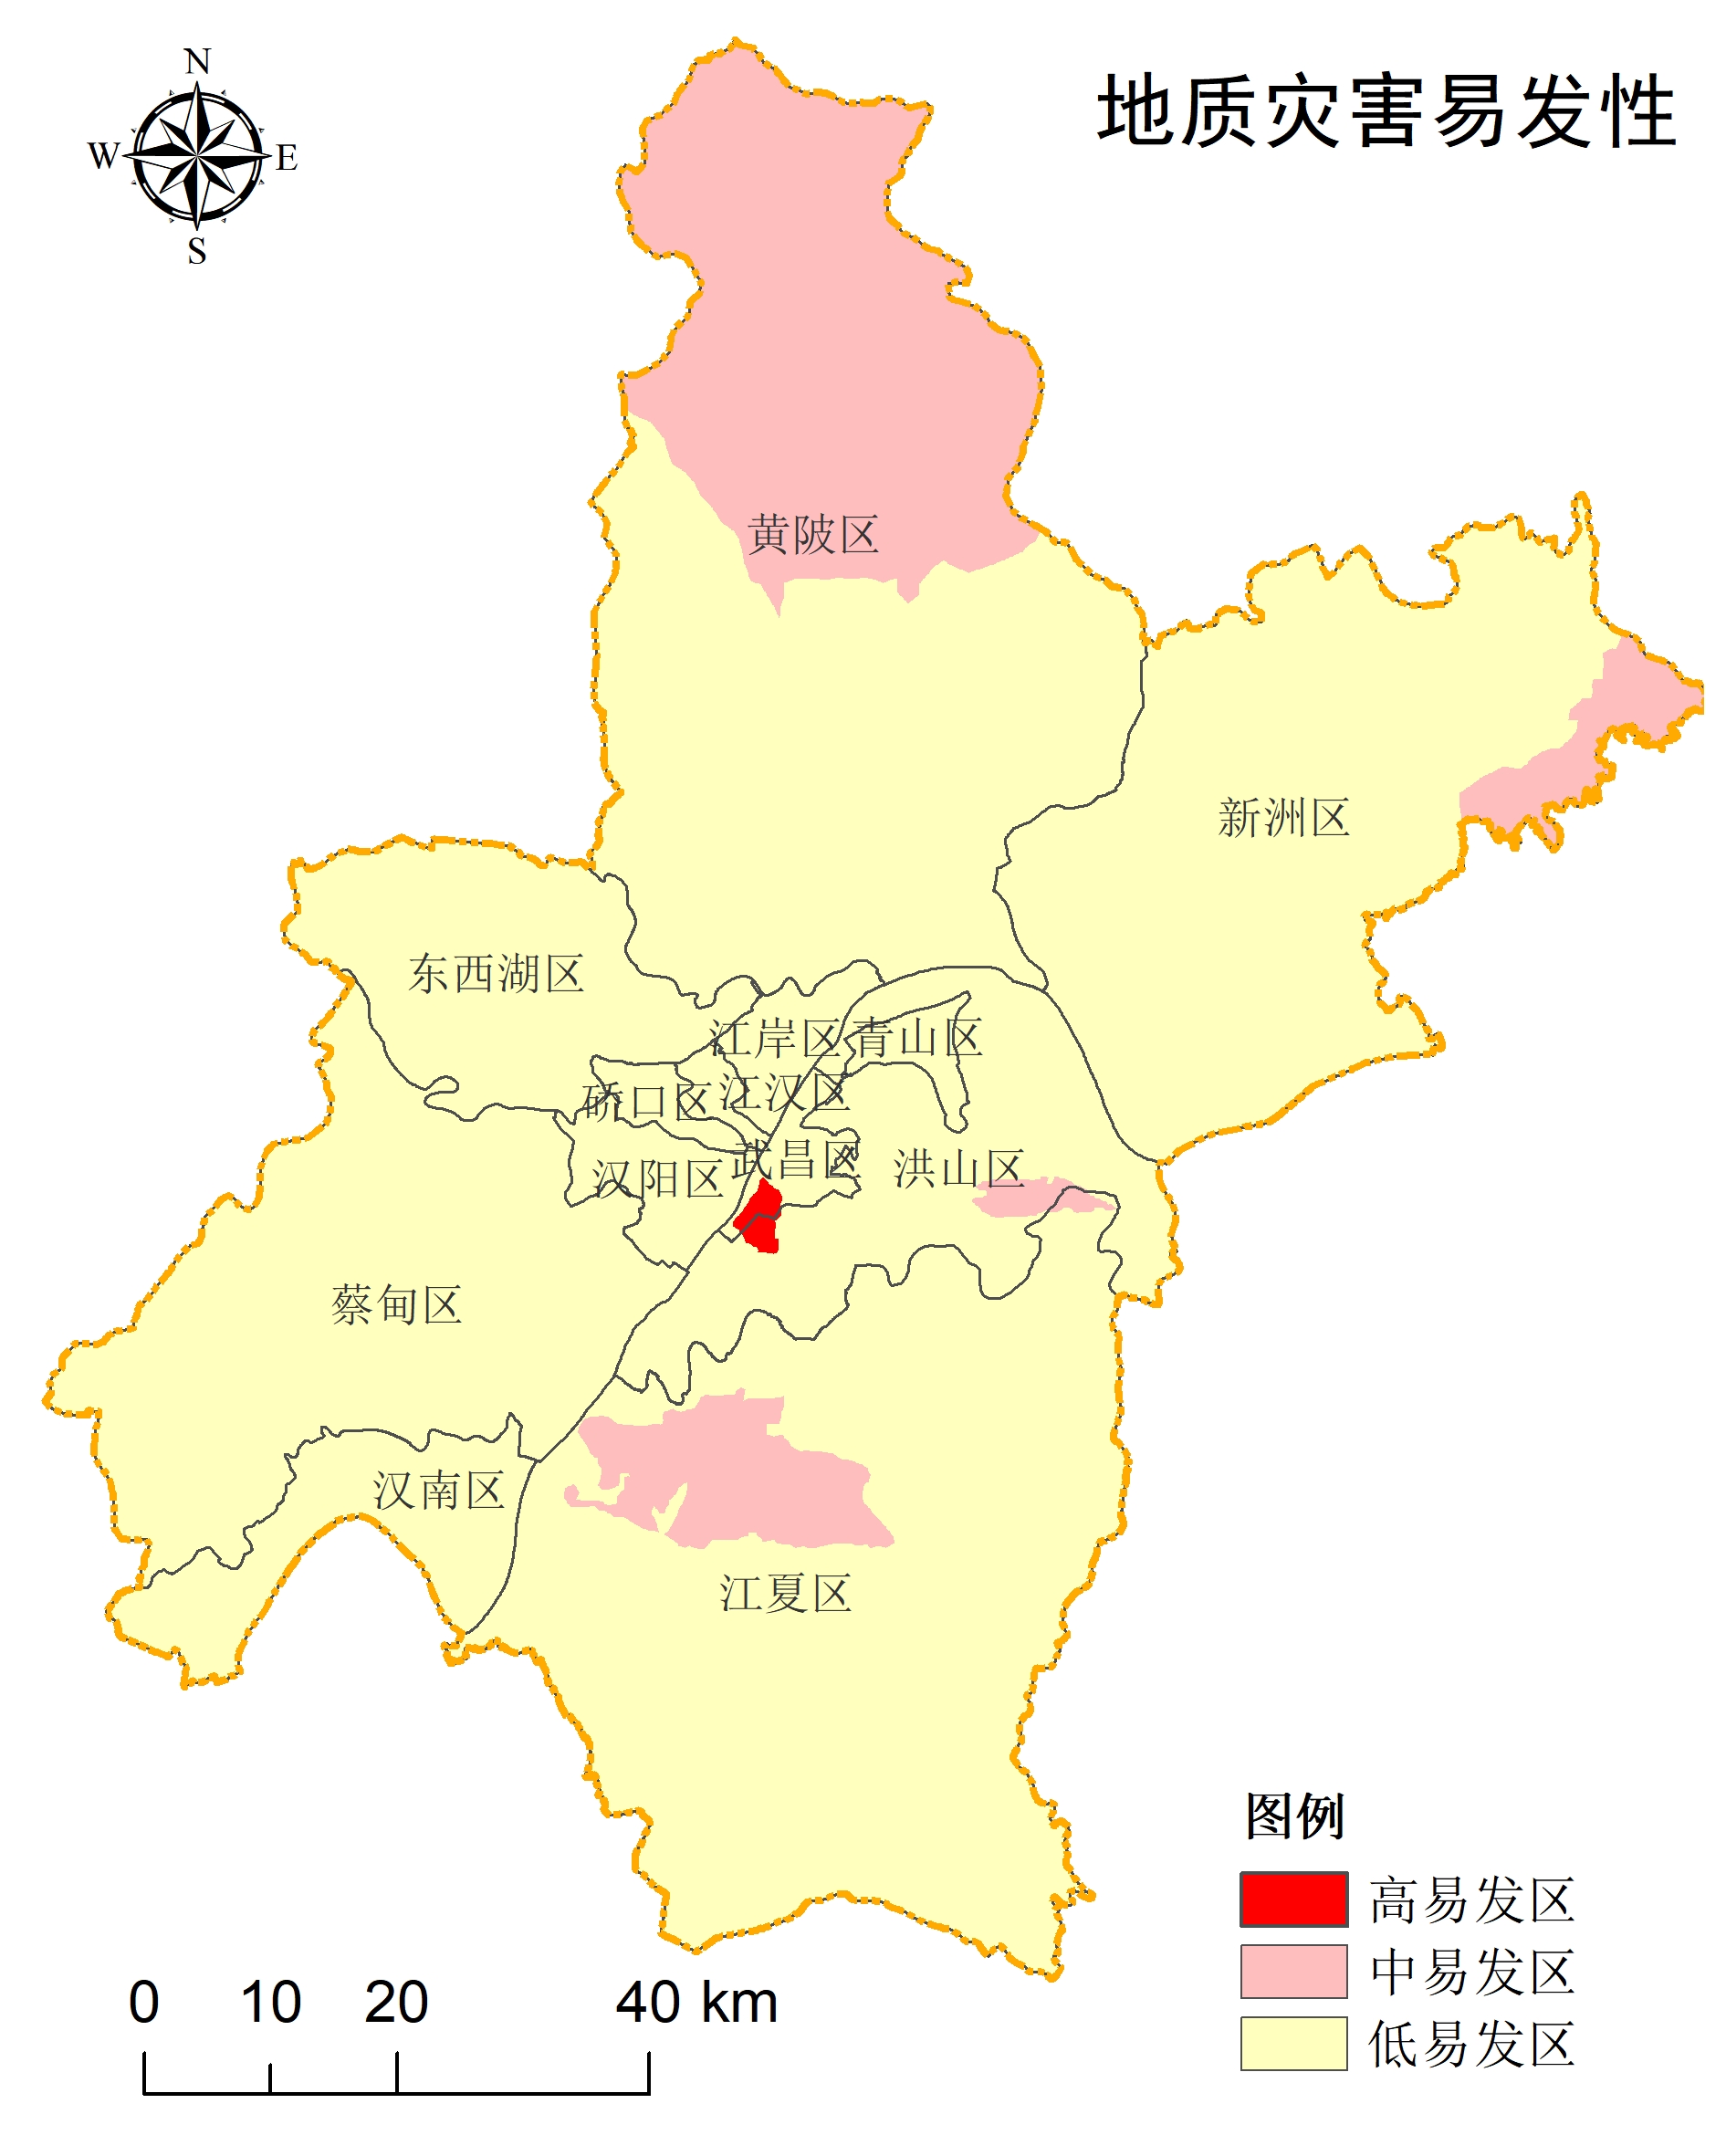 地质灾害易发性
N
W
E
S
黄陂区
新洲区
东西湖区
江岸区
青山区
硚口区
江汉区
汉阳区
武昌区
洪山区
蔡甸区
汉南区
江夏区
图例
高易发区
中易发区
低易发区
0 10 20 40 km